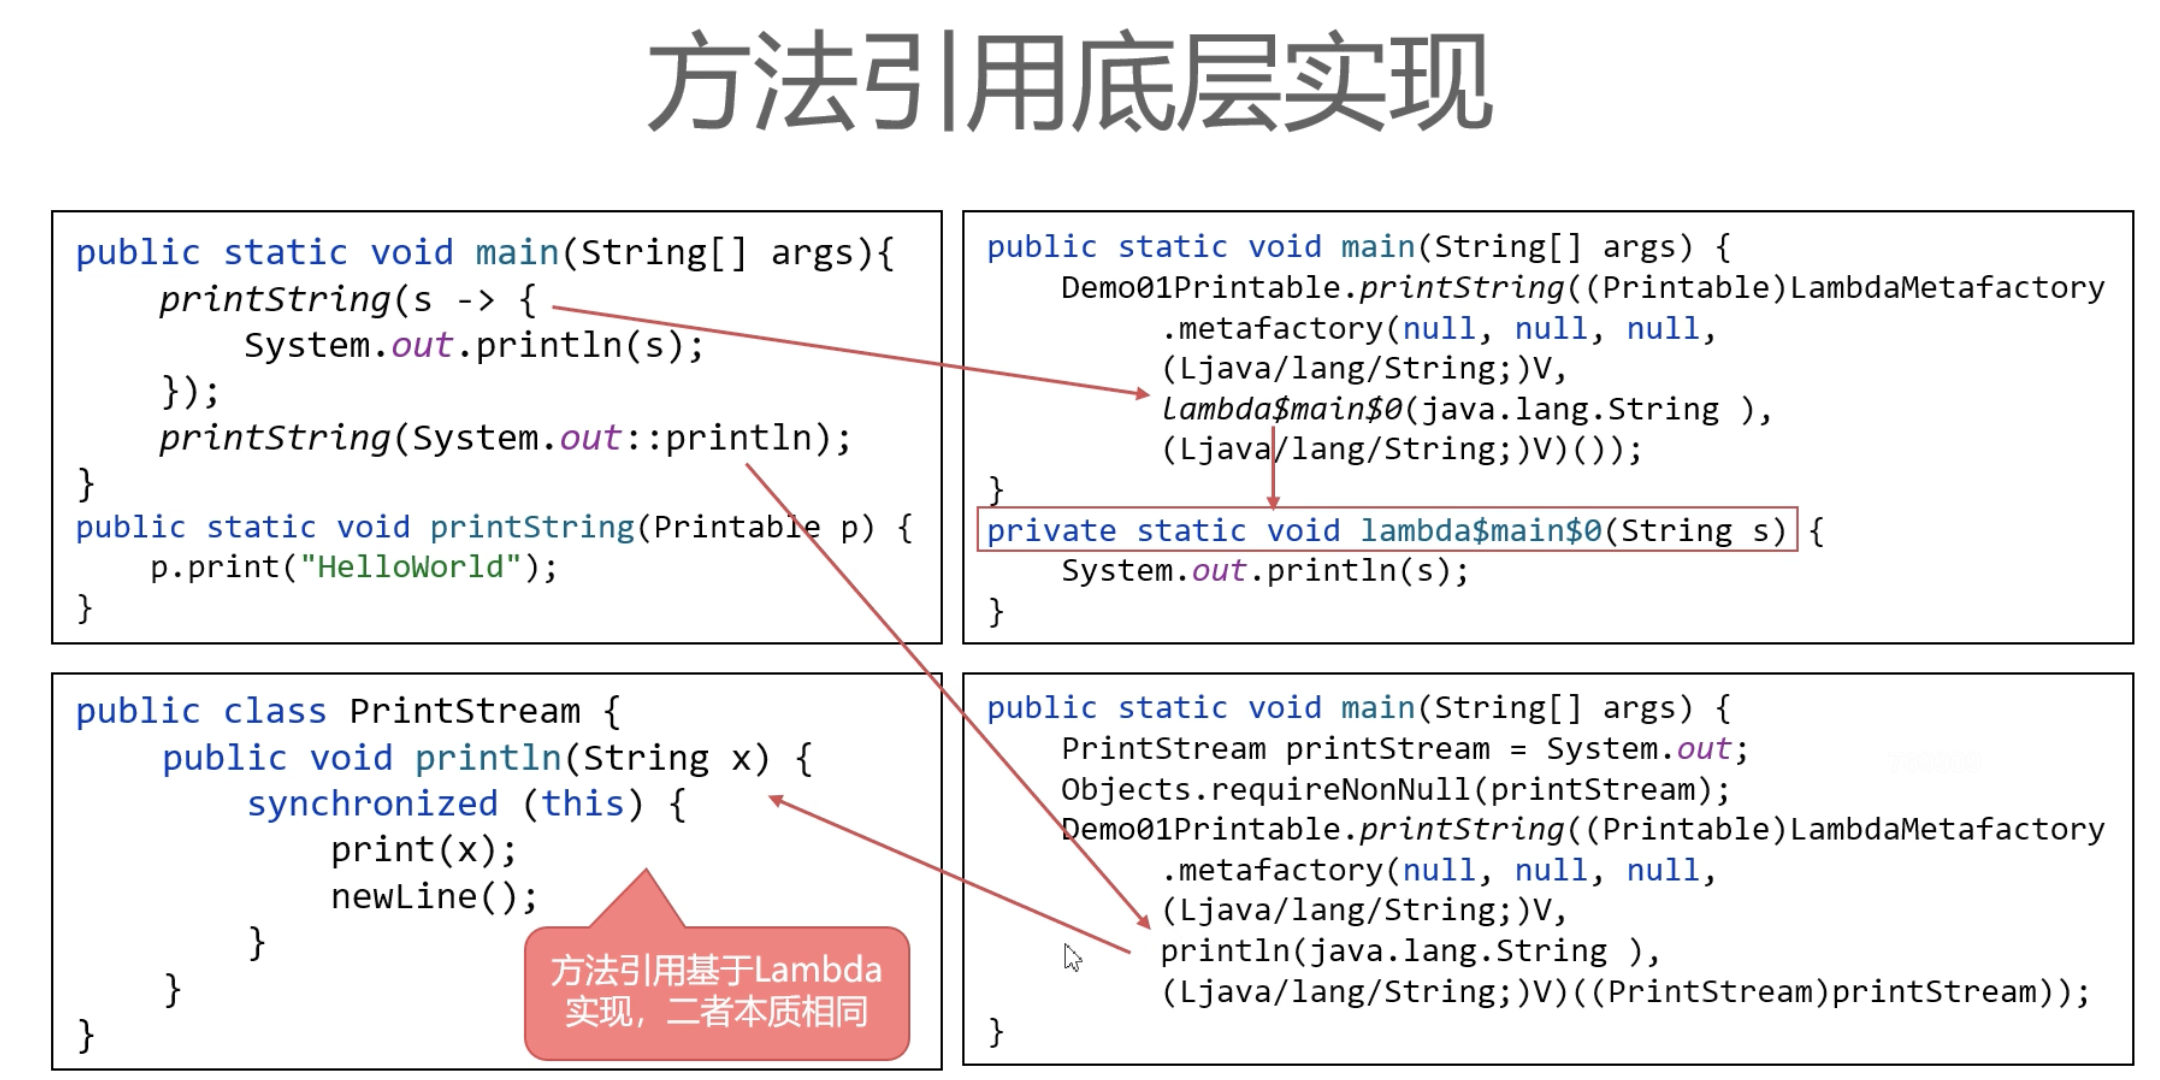 方法引用底层实现
public static void main(String[] args){
    printString(s -> {
        System.out.println(s);
    });
    printString(System.out::println);
}
public static void printString(Printable p) {
    p.print("HelloWorld");
}
public static void main(String[] args) {
    Demo01Printable.printString((Printable)LambdaMetafactory
        .metafactory(null, null, null,
        (Ljava/lang/String;)V,
        lambda$main$0(java.lang.String ),
        (Ljava/lang/String;)V)());
}
private static void lambda$main$0(String s) {
    System.out.println(s);
}
public class PrintStream {
    public void println(String x) {
        synchronized (this) {
            print(x);
            newLine();
        }
    }
}
方法引用基于Lambda
实现，二者本质相同
public static void main(String[] args) {
    PrintStream printStream = System.out;
    Objects.requireNonNull(printStream);
    Demo01Printable.printString((Printable)LambdaMetafactory
        .metafactory(null, null, null,
        (Ljava/lang/String;)V,
        println(java.lang.String ),
        (Ljava/lang/String;)V)((PrintStream)printStream));
}